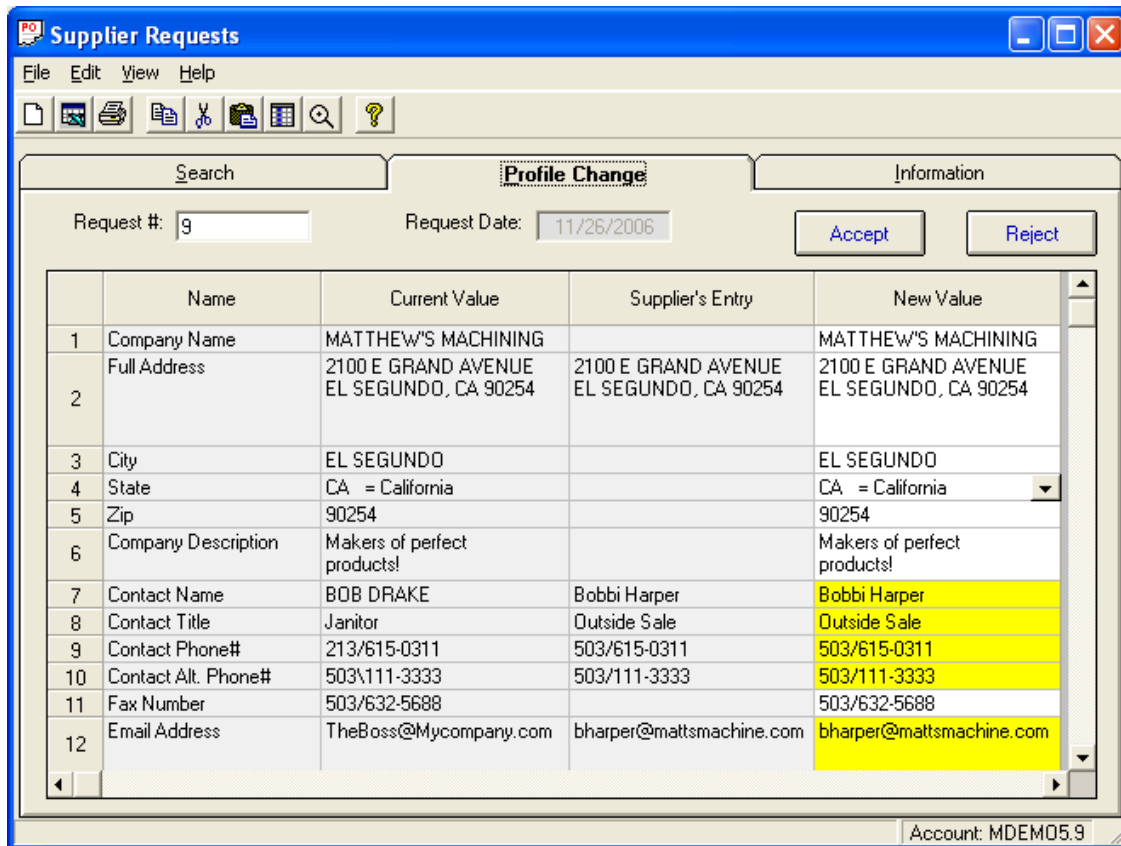 PO Supplier Requests
File Edit View Help
Search Profile Change Information
Request #: 9 Request Date: 11/26/2006 Accept Reject
Name Current Value Supplier's Entry New Value
1 Company Name MATTHEW'S MACHINING MATTHEW'S MACHINING
2 Full Address 2100 E GRAND AVENUE 2100 E GRAND AVENUE 2100 E GRAND AVENUE
EL SEGUNDO, CA 90254 EL SEGUNDO, CA 90254 EL SEGUNDO, CA 90254
3 City EL SEGUNDO EL SEGUNDO
4 State CA = California CA = California
5 Zip 90254 90254
6 Company Description Makers of perfect Makers of perfect
products! products!
7 Contact Name BOB DRAKE Bobbi Harper Bobbi Harper
8 Contact Title Janitor Outside Sale Outside Sale
9 Contact Phone# 213/615-0311 503/615-0311 503/615-0311
10 Contact Alt. Phone# 503\111-3333 503/111-3333 503/111-3333
11 Fax Number 503/632-5688 503/632-5688
12 Email Address TheBoss@Mycompany.com bharper@mattsmachine.com bharper@mattsmachine.com
Account: MDEMO5.9